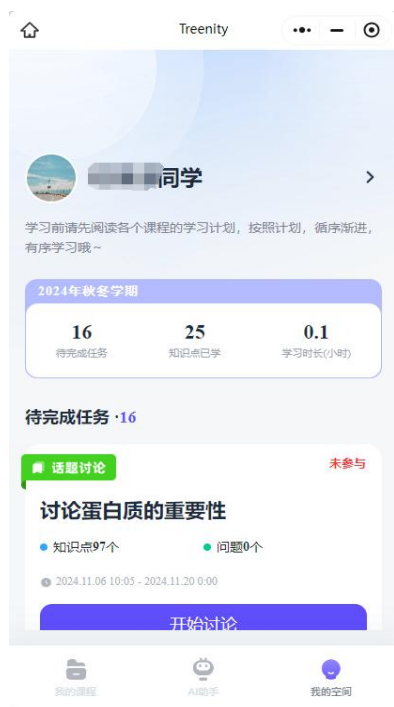 Treenity
同学
学习前请先阅读各个课程的学习计划，按照计划，循序渐进，
有序学习哦~
2024年秋冬学期
16 25 0.1
待完成任务 知识点已学 学习时长(小时)
待完成任务 ·16
话题讨论 未参与
讨论蛋白质的重要性
知识点97个 问题0个
2024.11.06 10:05 - 2024.11.20 0:00
开始讨论
我的课程 AI助手 我的空间